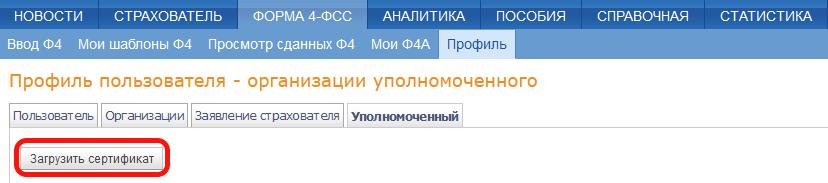 НОВОСТИ СТРАХОВАТЕЛЬ ФОРМА 4-ФСС АНАЛИТИКА ПОСОБИЯ СПРАВОЧНАЯ СТАТИСТИКА
Ввод Ф4 Мои шаблоны Ф4 Просмотр сданных Ф4 Мои Ф4А Профиль
Профиль пользователя - организации уполномоченного
Пользователь Организации Заявление страхователя Уполномоченный
Загрузить сертификат